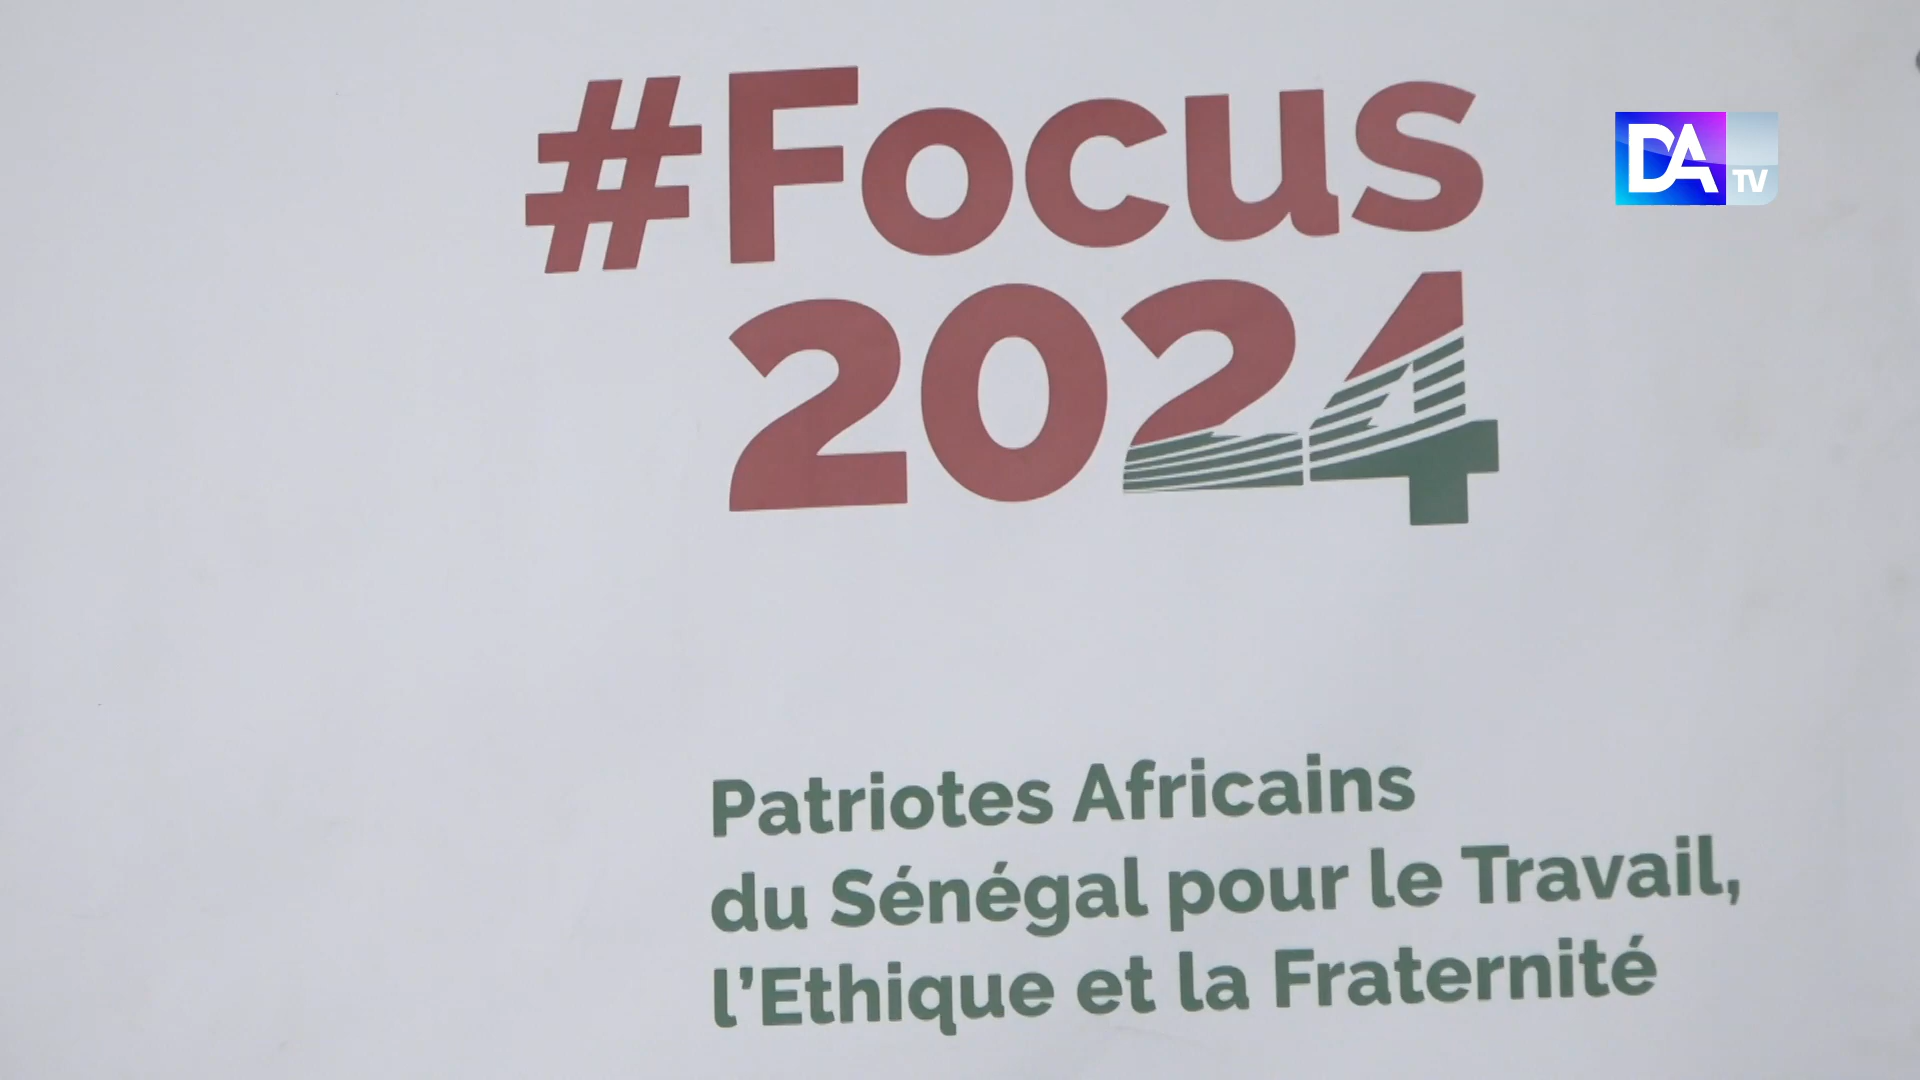 #Focus
2024
DA TV
Patriotes Africains
du Sénégal pour le Travail,
l'Ethique et la Fraternité